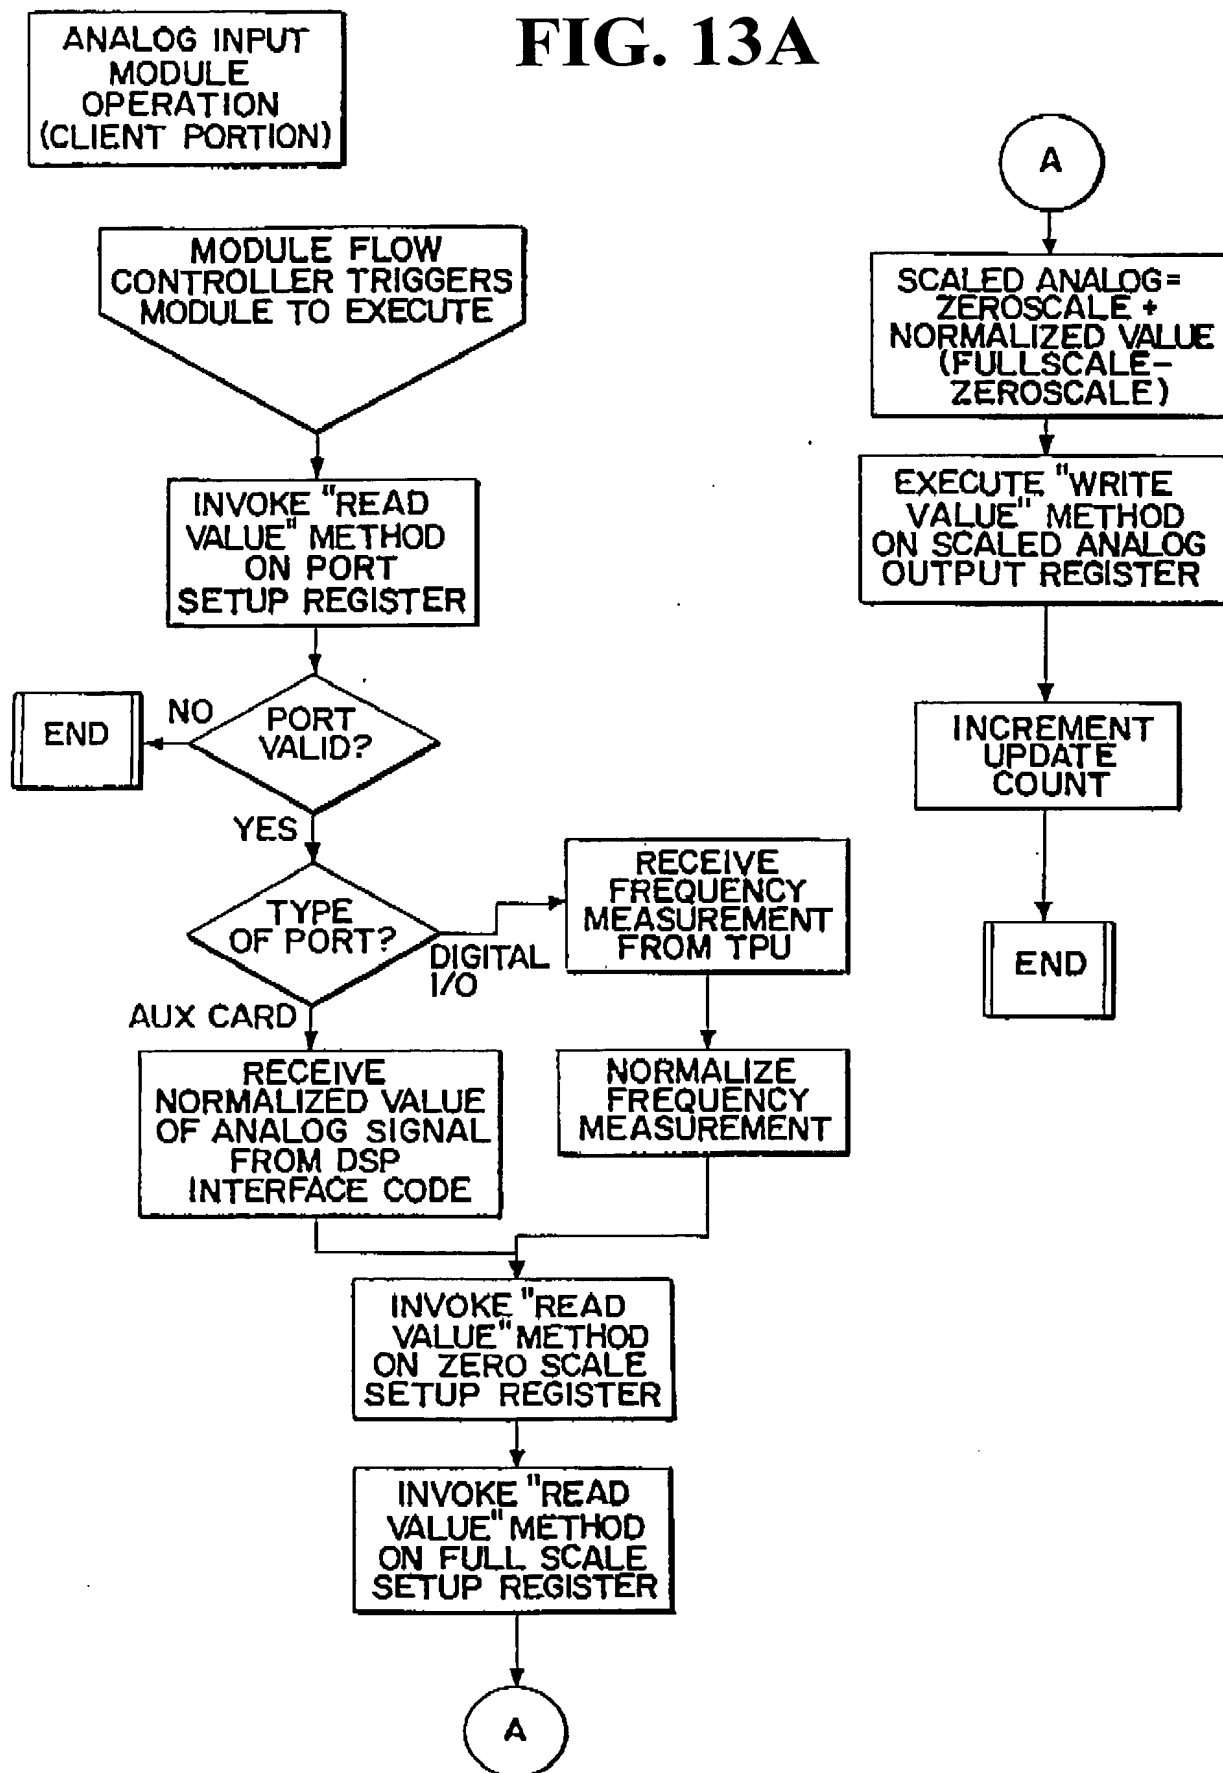 FIG. 13A
ANALOG INPUT
MODULE
OPERATION
(CLIENT PORTION)
MODULE FLOW
CONTROLLER TRIGGERS
MODULE TO EXECUTE
INVOKE "READ
VALUE" METHOD
ON PORT
SETUP REGISTER
PORT
VALID?
NO
END
YES
TYPE
OF PORT?
DIGITAL
I/O
AUX CARD
RECEIVE
FREQUENCY
MEASUREMENT
FROM TPU
NORMALIZE
FREQUENCY
MEASUREMENT
RECEIVE
NORMALIZED VALUE
OF ANALOG SIGNAL
FROM DSP
INTERFACE CODE
INVOKE "READ
VALUE" METHOD
ON ZERO SCALE
SETUP REGISTER
INVOKE "READ
VALUE" METHOD
ON FULL SCALE
SETUP REGISTER
A
A
SCALED ANALOG=
ZEROSCALE +
NORMALIZED VALUE
(FULLSCALE-
ZEROSCALE)
EXECUTE "WRITE
VALUE" METHOD
ON SCALED ANALOG
OUTPUT REGISTER
INCREMENT
UPDATE
COUNT
END